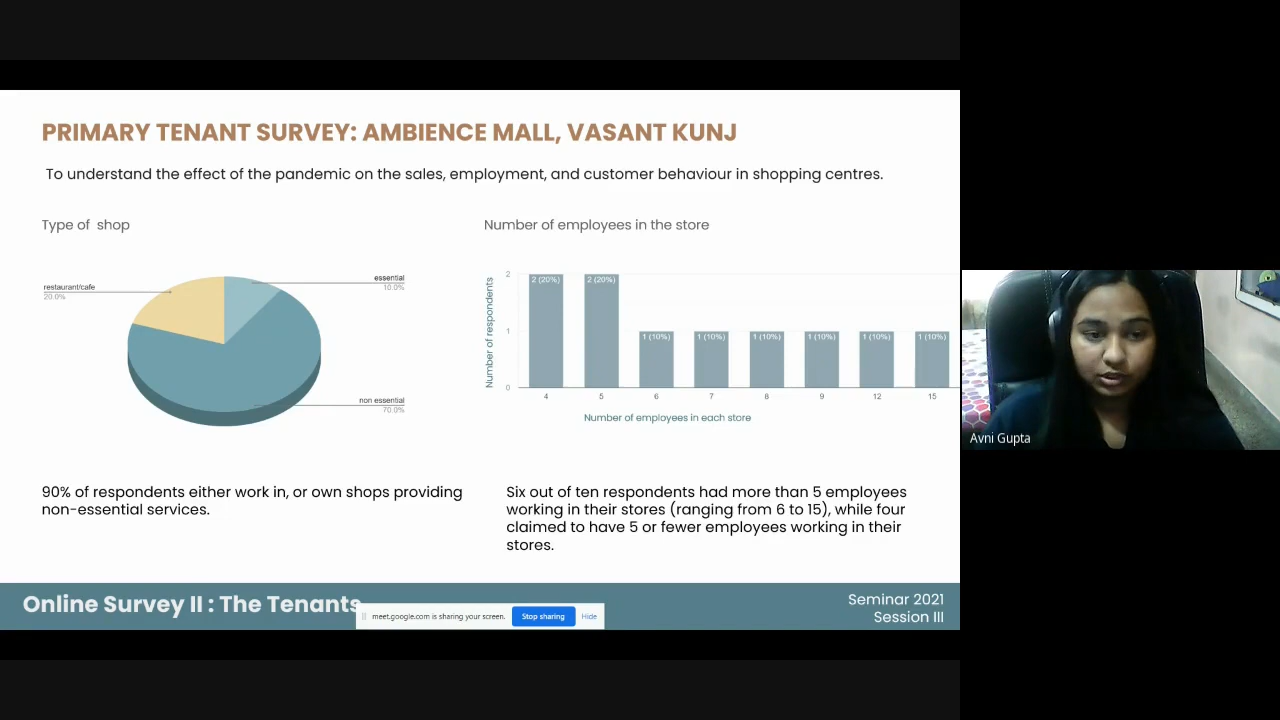 PRIMARY TENANT SURVEY: AMBIENCE MALL, VASANT KUNJ
To understand the effect of the pandemic on the sales, employment, and customer behaviour in shopping centres.
Type of shop
Number of employees in the store
restaurant/cafe
20.0%
essential
10.0%
non essential
70.0%
Number of respondents
2
1
0
2 (20%)
2 (20%)
1 (10%)
1 (10%)
1 (10%)
1 (10%)
1 (10%)
1 (10%)
4
5
6
7
8
9
12
15
Number of employees in each store
90% of respondents either work in, or own shops providing
non-essential services.
Six out of ten respondents had more than 5 employees
working in their stores (ranging from 6 to 15), while four
claimed to have 5 or fewer employees working in their
stores.
Online Survey II : The Tenants
meet.google.com is sharing your screen.
Stop sharing
Hide
Seminar 2021
Session III
Avni Gupta